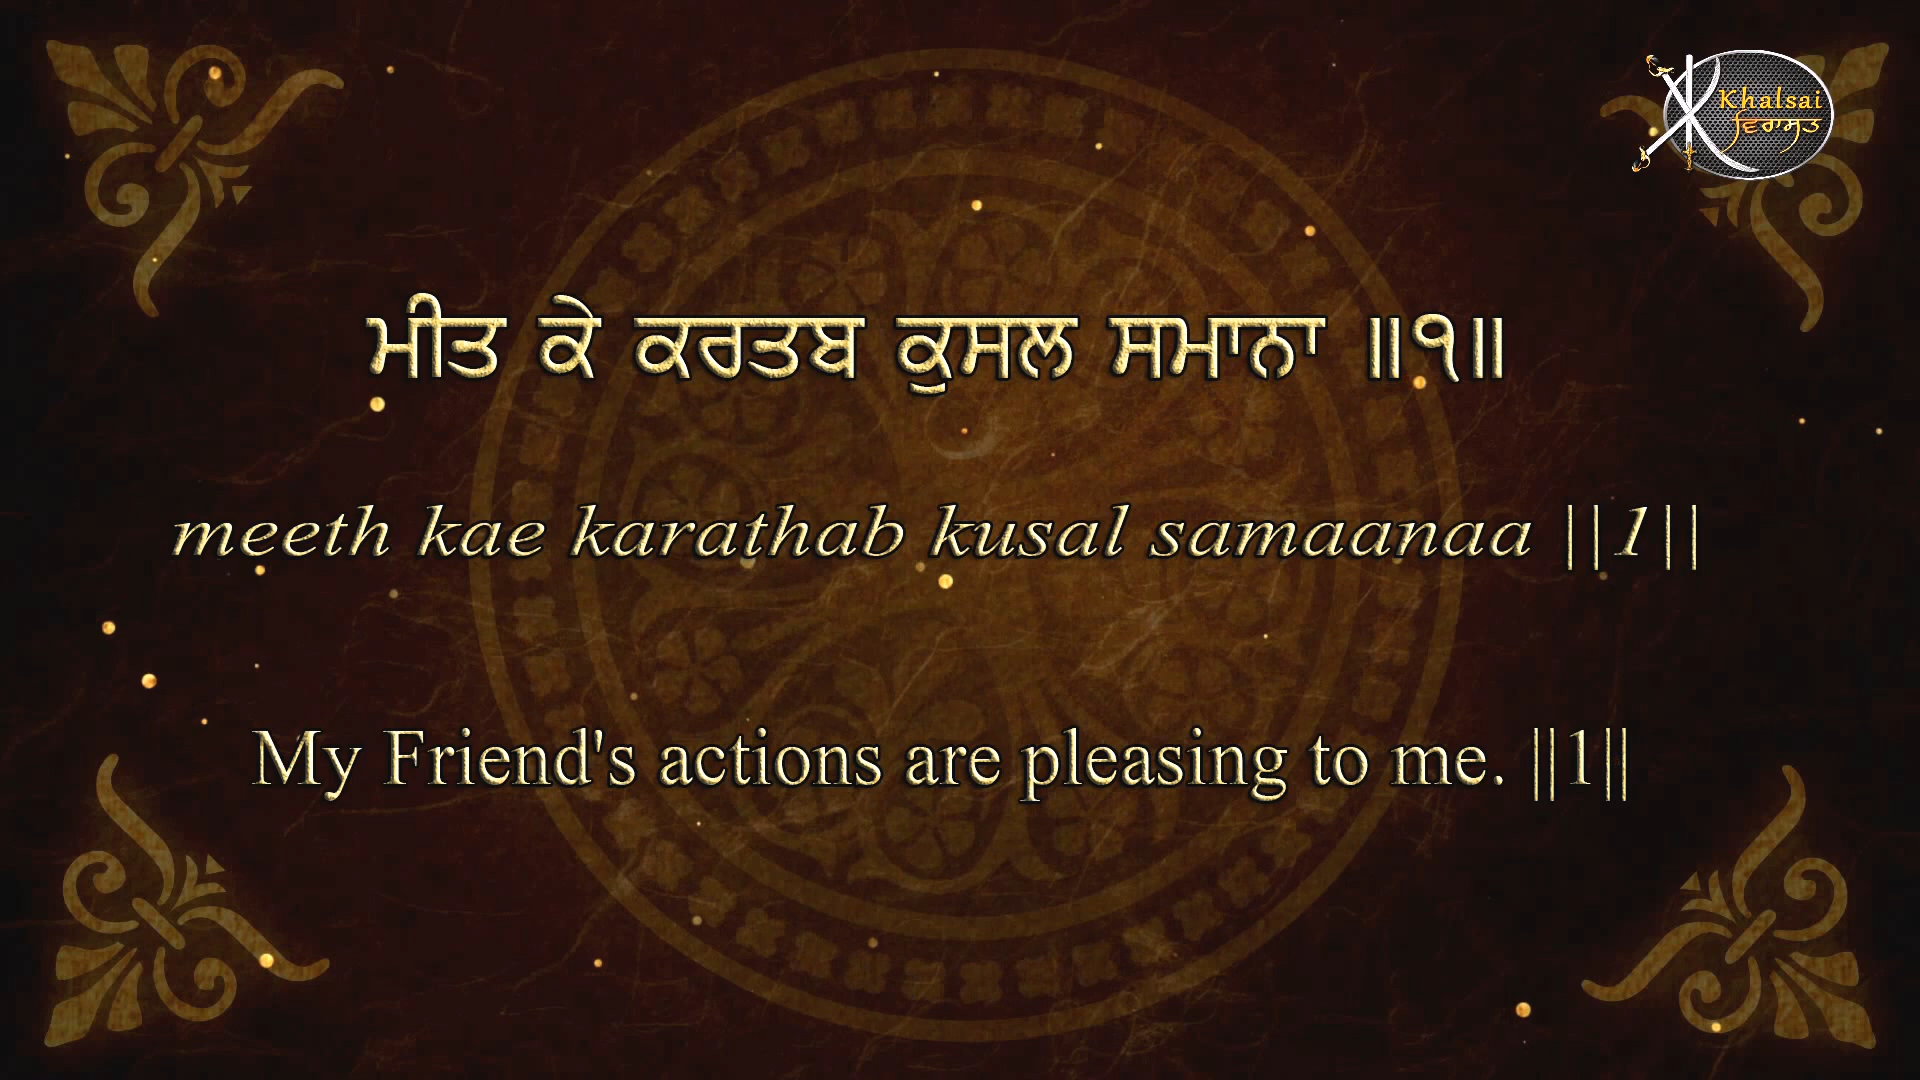 Khalsai
ਵਿਰਾਸਤ
ਮੀਤ ਕੇ ਕਰਤਬ ਕੁਸਲ ਸਮਾਨਾ ॥੧॥
meeth kae karathab kusal samaanaa ||1||
My Friend's actions are pleasing to me. ||1||